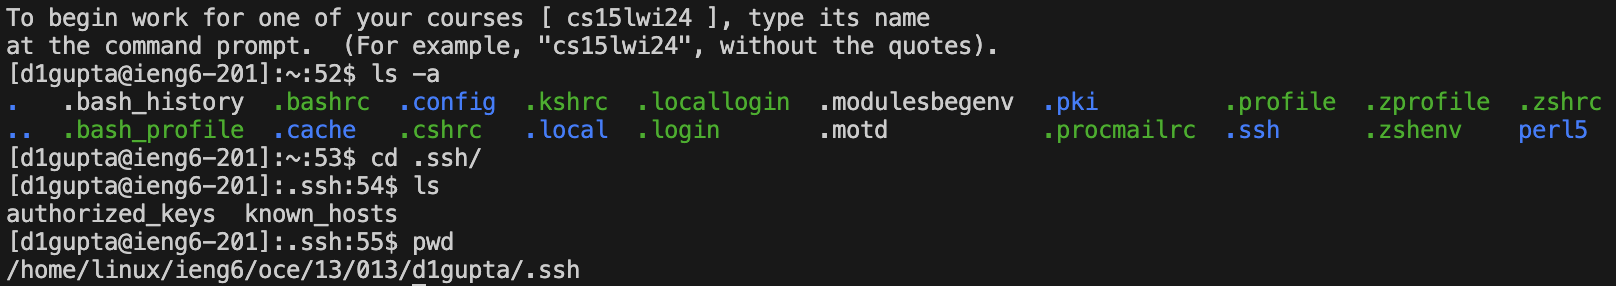 To begin work for one of your courses [ cs15lwi24 ], type its name
at the command prompt.  (For example, "cs15lwi24", without the quotes).
[d1gupta@ieng6-201]:~:52$ ls -a
.   .bash_history  .bashrc  .config  .kshrc  .locallogin  .modulesbegenv  .pki        .profile  .zprofile  .zshrc
..  .bash_profile  .cache   .cshrc   .local  .login       .motd           .procmailrc  .ssh      .zshenv    perl5
[d1gupta@ieng6-201]:~:53$ cd .ssh/
[d1gupta@ieng6-201]:.ssh:54$ ls
authorized_keys  known_hosts
[d1gupta@ieng6-201]:.ssh:55$ pwd
/home/linux/ieng6/oce/13/013/d1gupta/.ssh